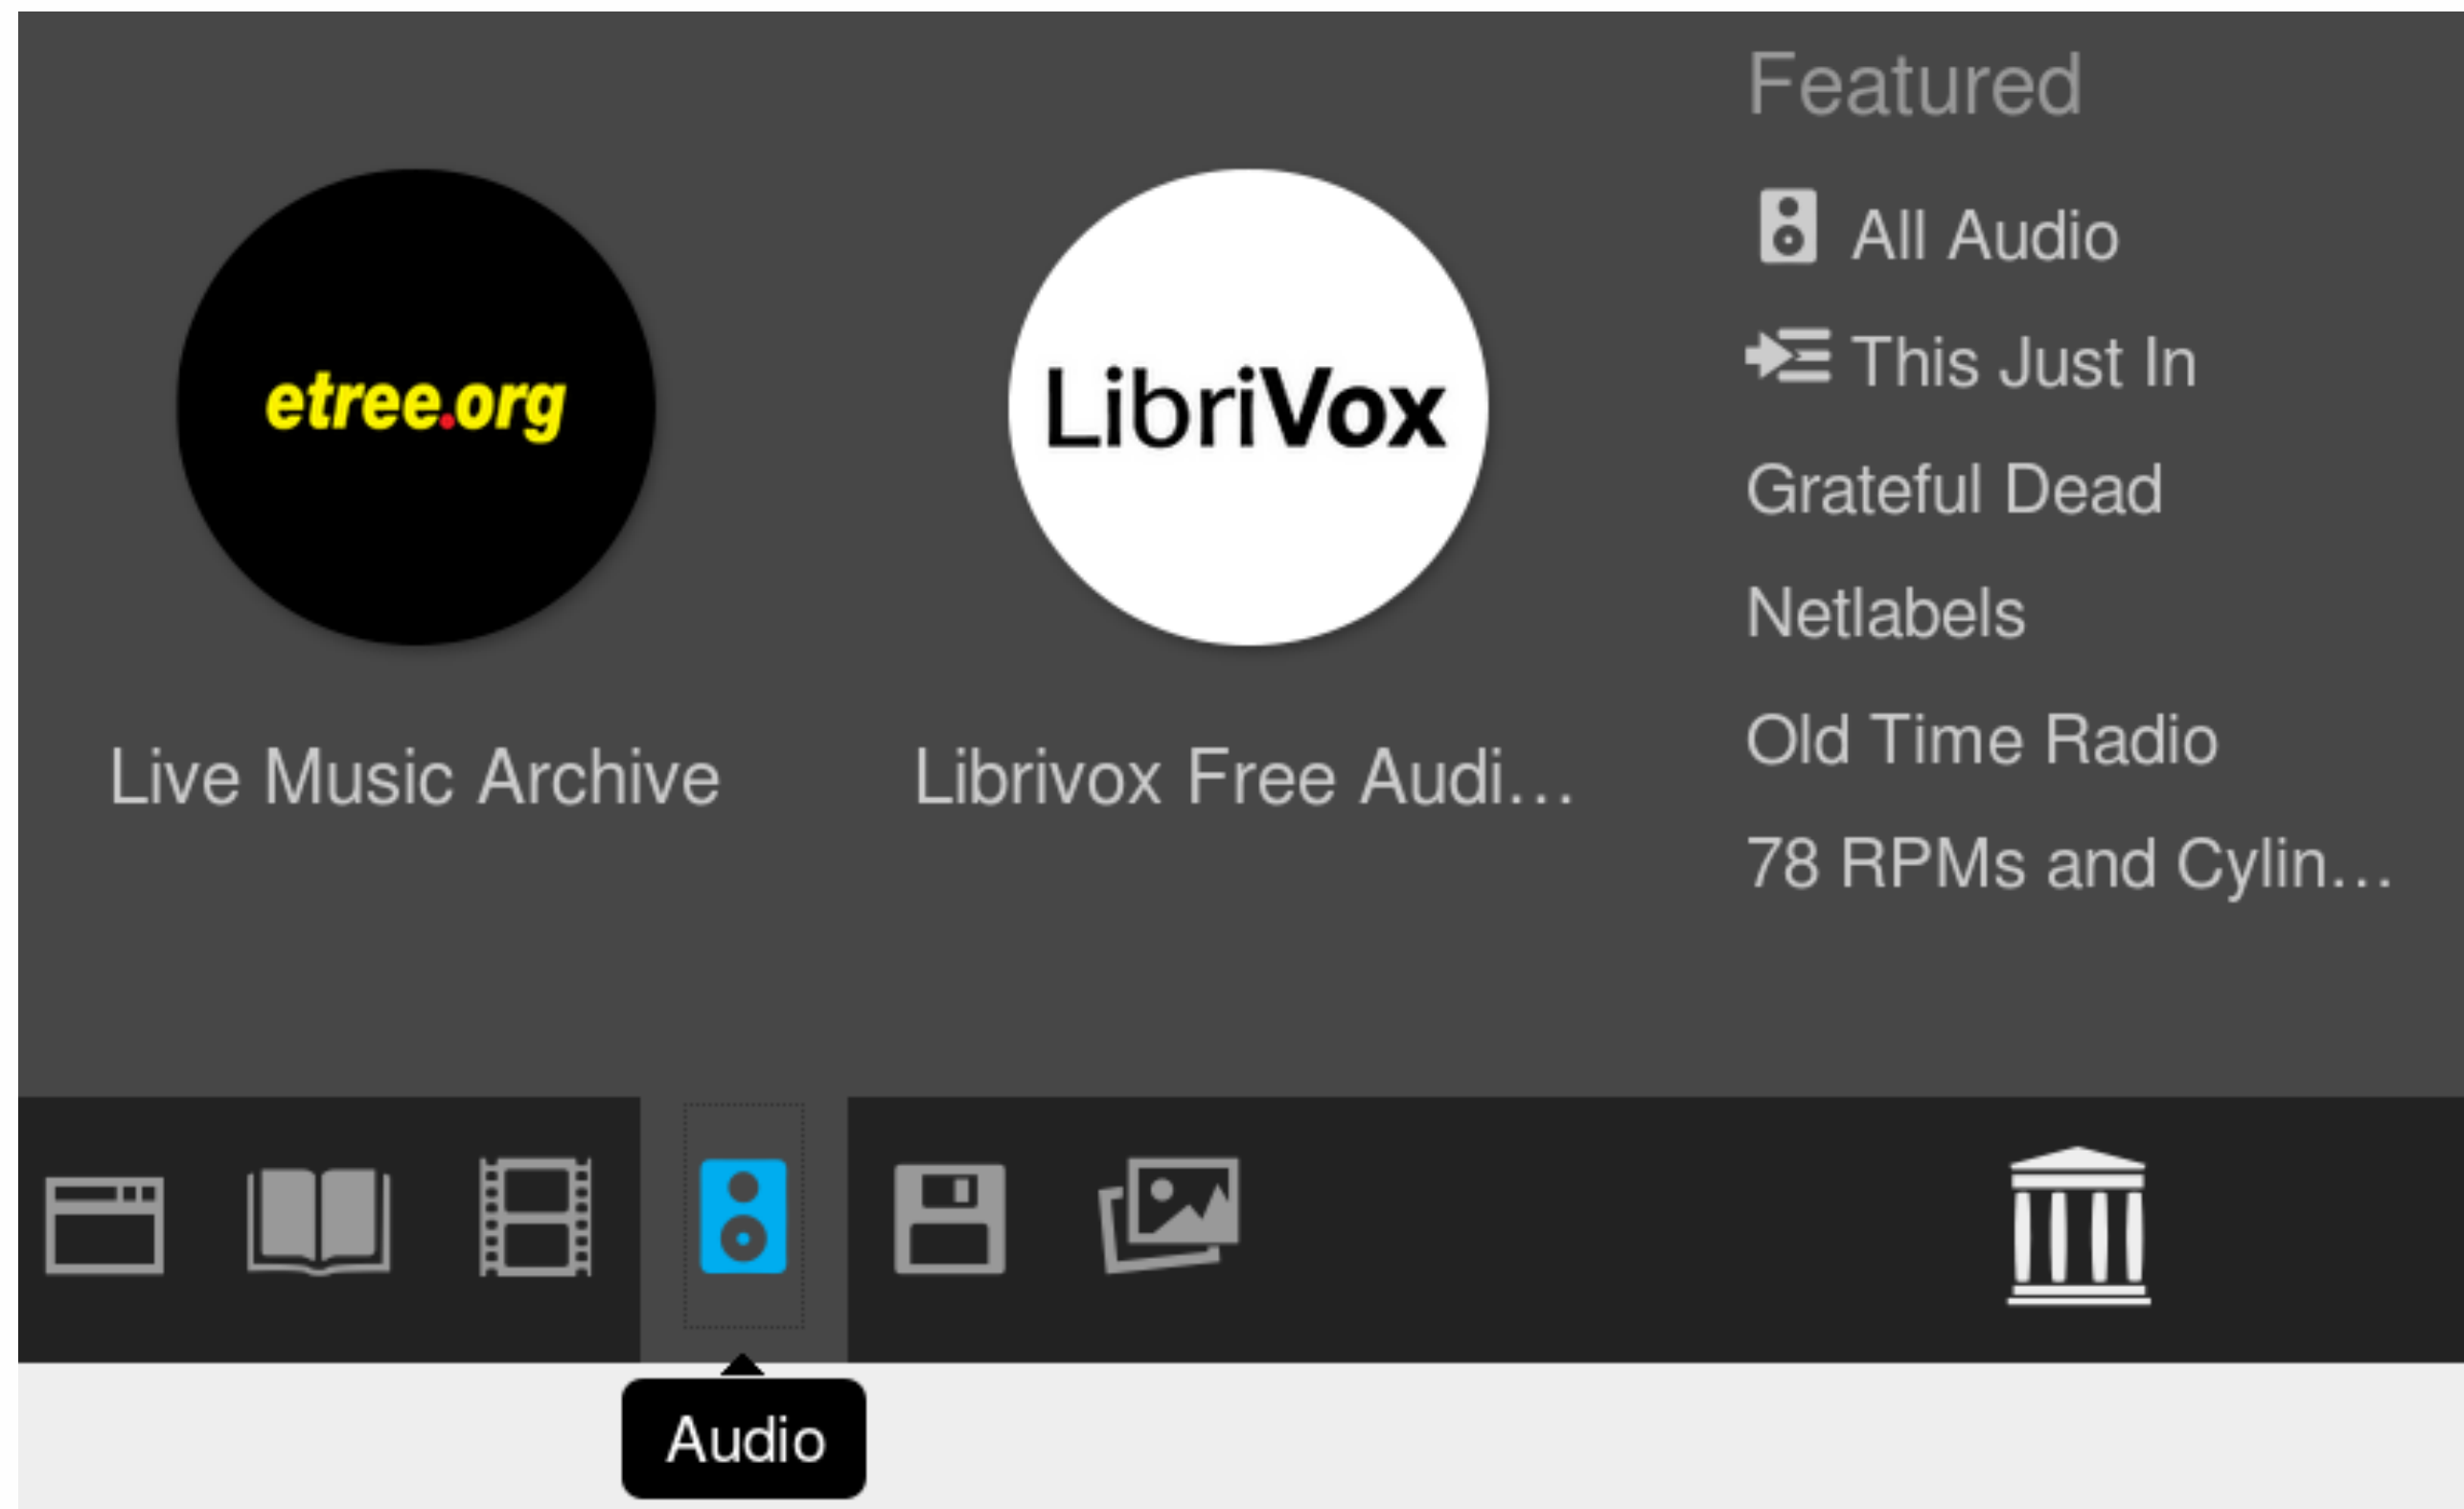 etree.org
Live Music Archive
LibriVox
Librivox Free Audi...
Featured
All Audio
This Just In
Grateful Dead
Netlabels
Old Time Radio
78 RPMs and Cylin...
Audio